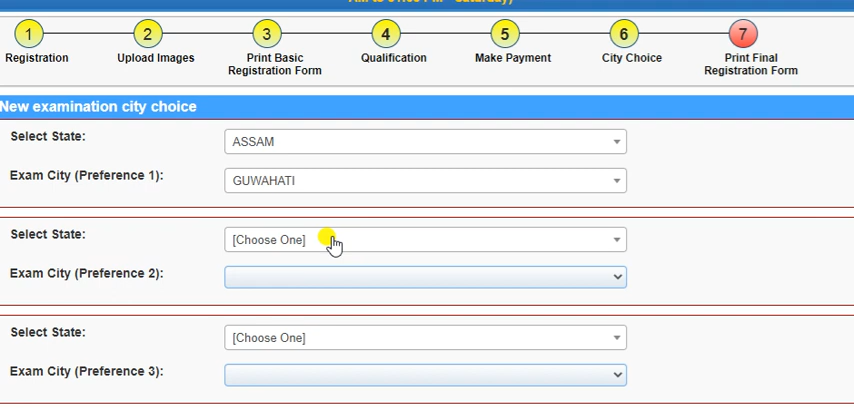 1 2 3 4 5 6 7
Registration Upload Images Print Basic Registration Form Qualification Make Payment City Choice Print Final Registration Form
New examination city choice
Select State: ASSAM
Exam City (Preference 1): GUWAHATI
Select State: [Choose One]
Exam City (Preference 2):
Select State: [Choose One]
Exam City (Preference 3):